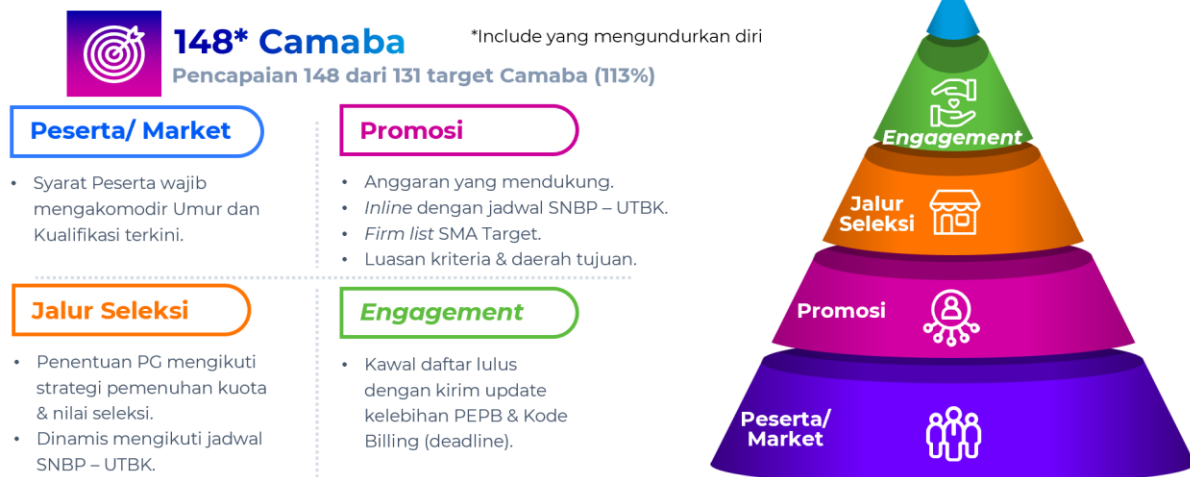 148* Camaba
*Include yang mengundurkan diri
Pencapaian 148 dari 131 target Camaba (113%)
Peserta/ Market
• Syarat Peserta wajib
mengakomodir Umur dan
Kualifikasi terkini.
Promosi
• Anggaran yang mendukung.
• Inline dengan jadwal SNBP – UTBK.
• Firm list SMA Target.
• Luasan kriteria & daerah tujuan.
Jalur Seleksi
• Penentuan PG mengikuti
strategi pemenuhan kuota
& nilai seleksi.
• Dinamis mengikuti jadwal
SNBP – UTBK.
Engagement
• Kawal daftar lulus
dengan kirim update
kelebihan PEPB & Kode
Billing (deadline).
Engagement
Jalur
Seleksi
Promosi
Peserta/
Market